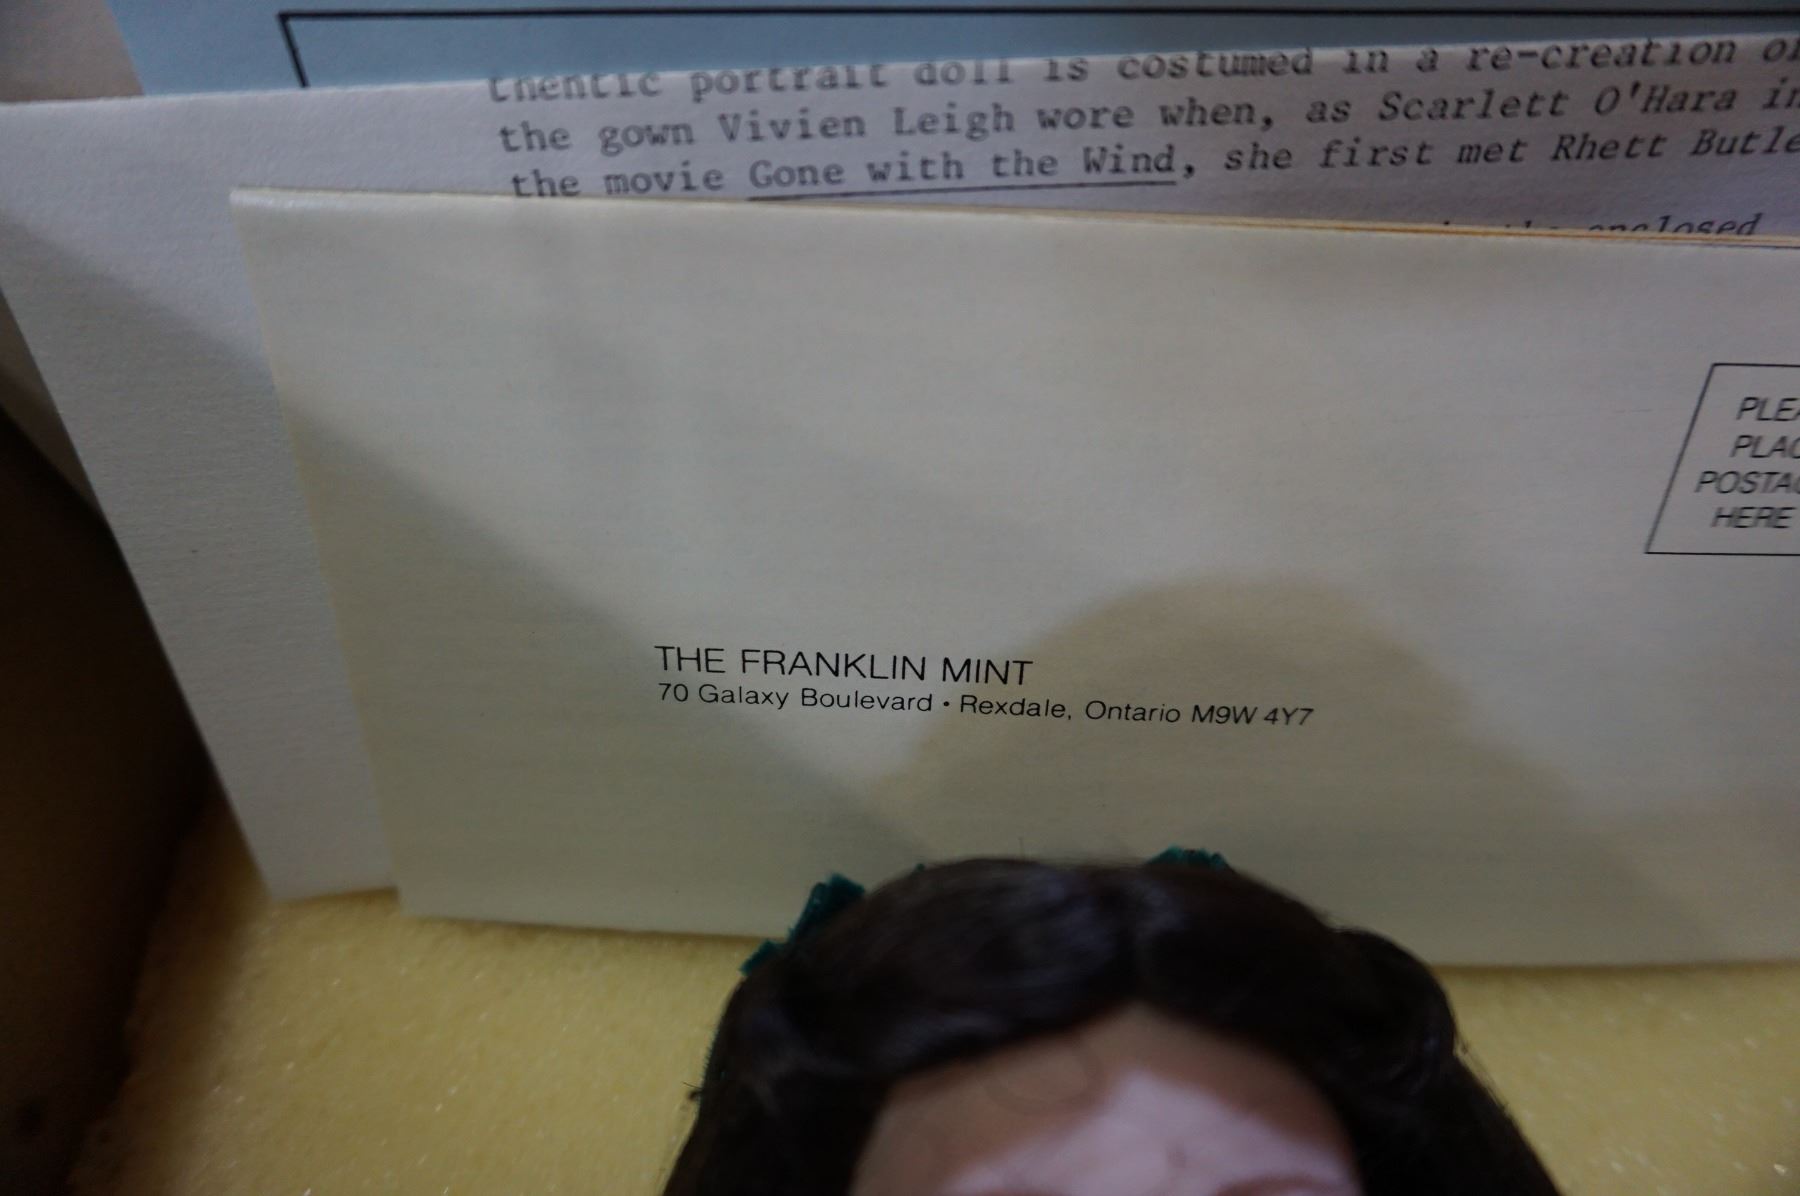 thentic portrait doll is costumed in a re-creation of
the gown Vivien Leigh wore when, as Scarlett O'Hara in
the movie Gone with the Wind, she first met Rhett Butle
enclosed
PLEA
PLAC
POSTAG
HERE
THE FRANKLIN MINT
70 Galaxy Boulevard • Rexdale, Ontario M9W 4Y7